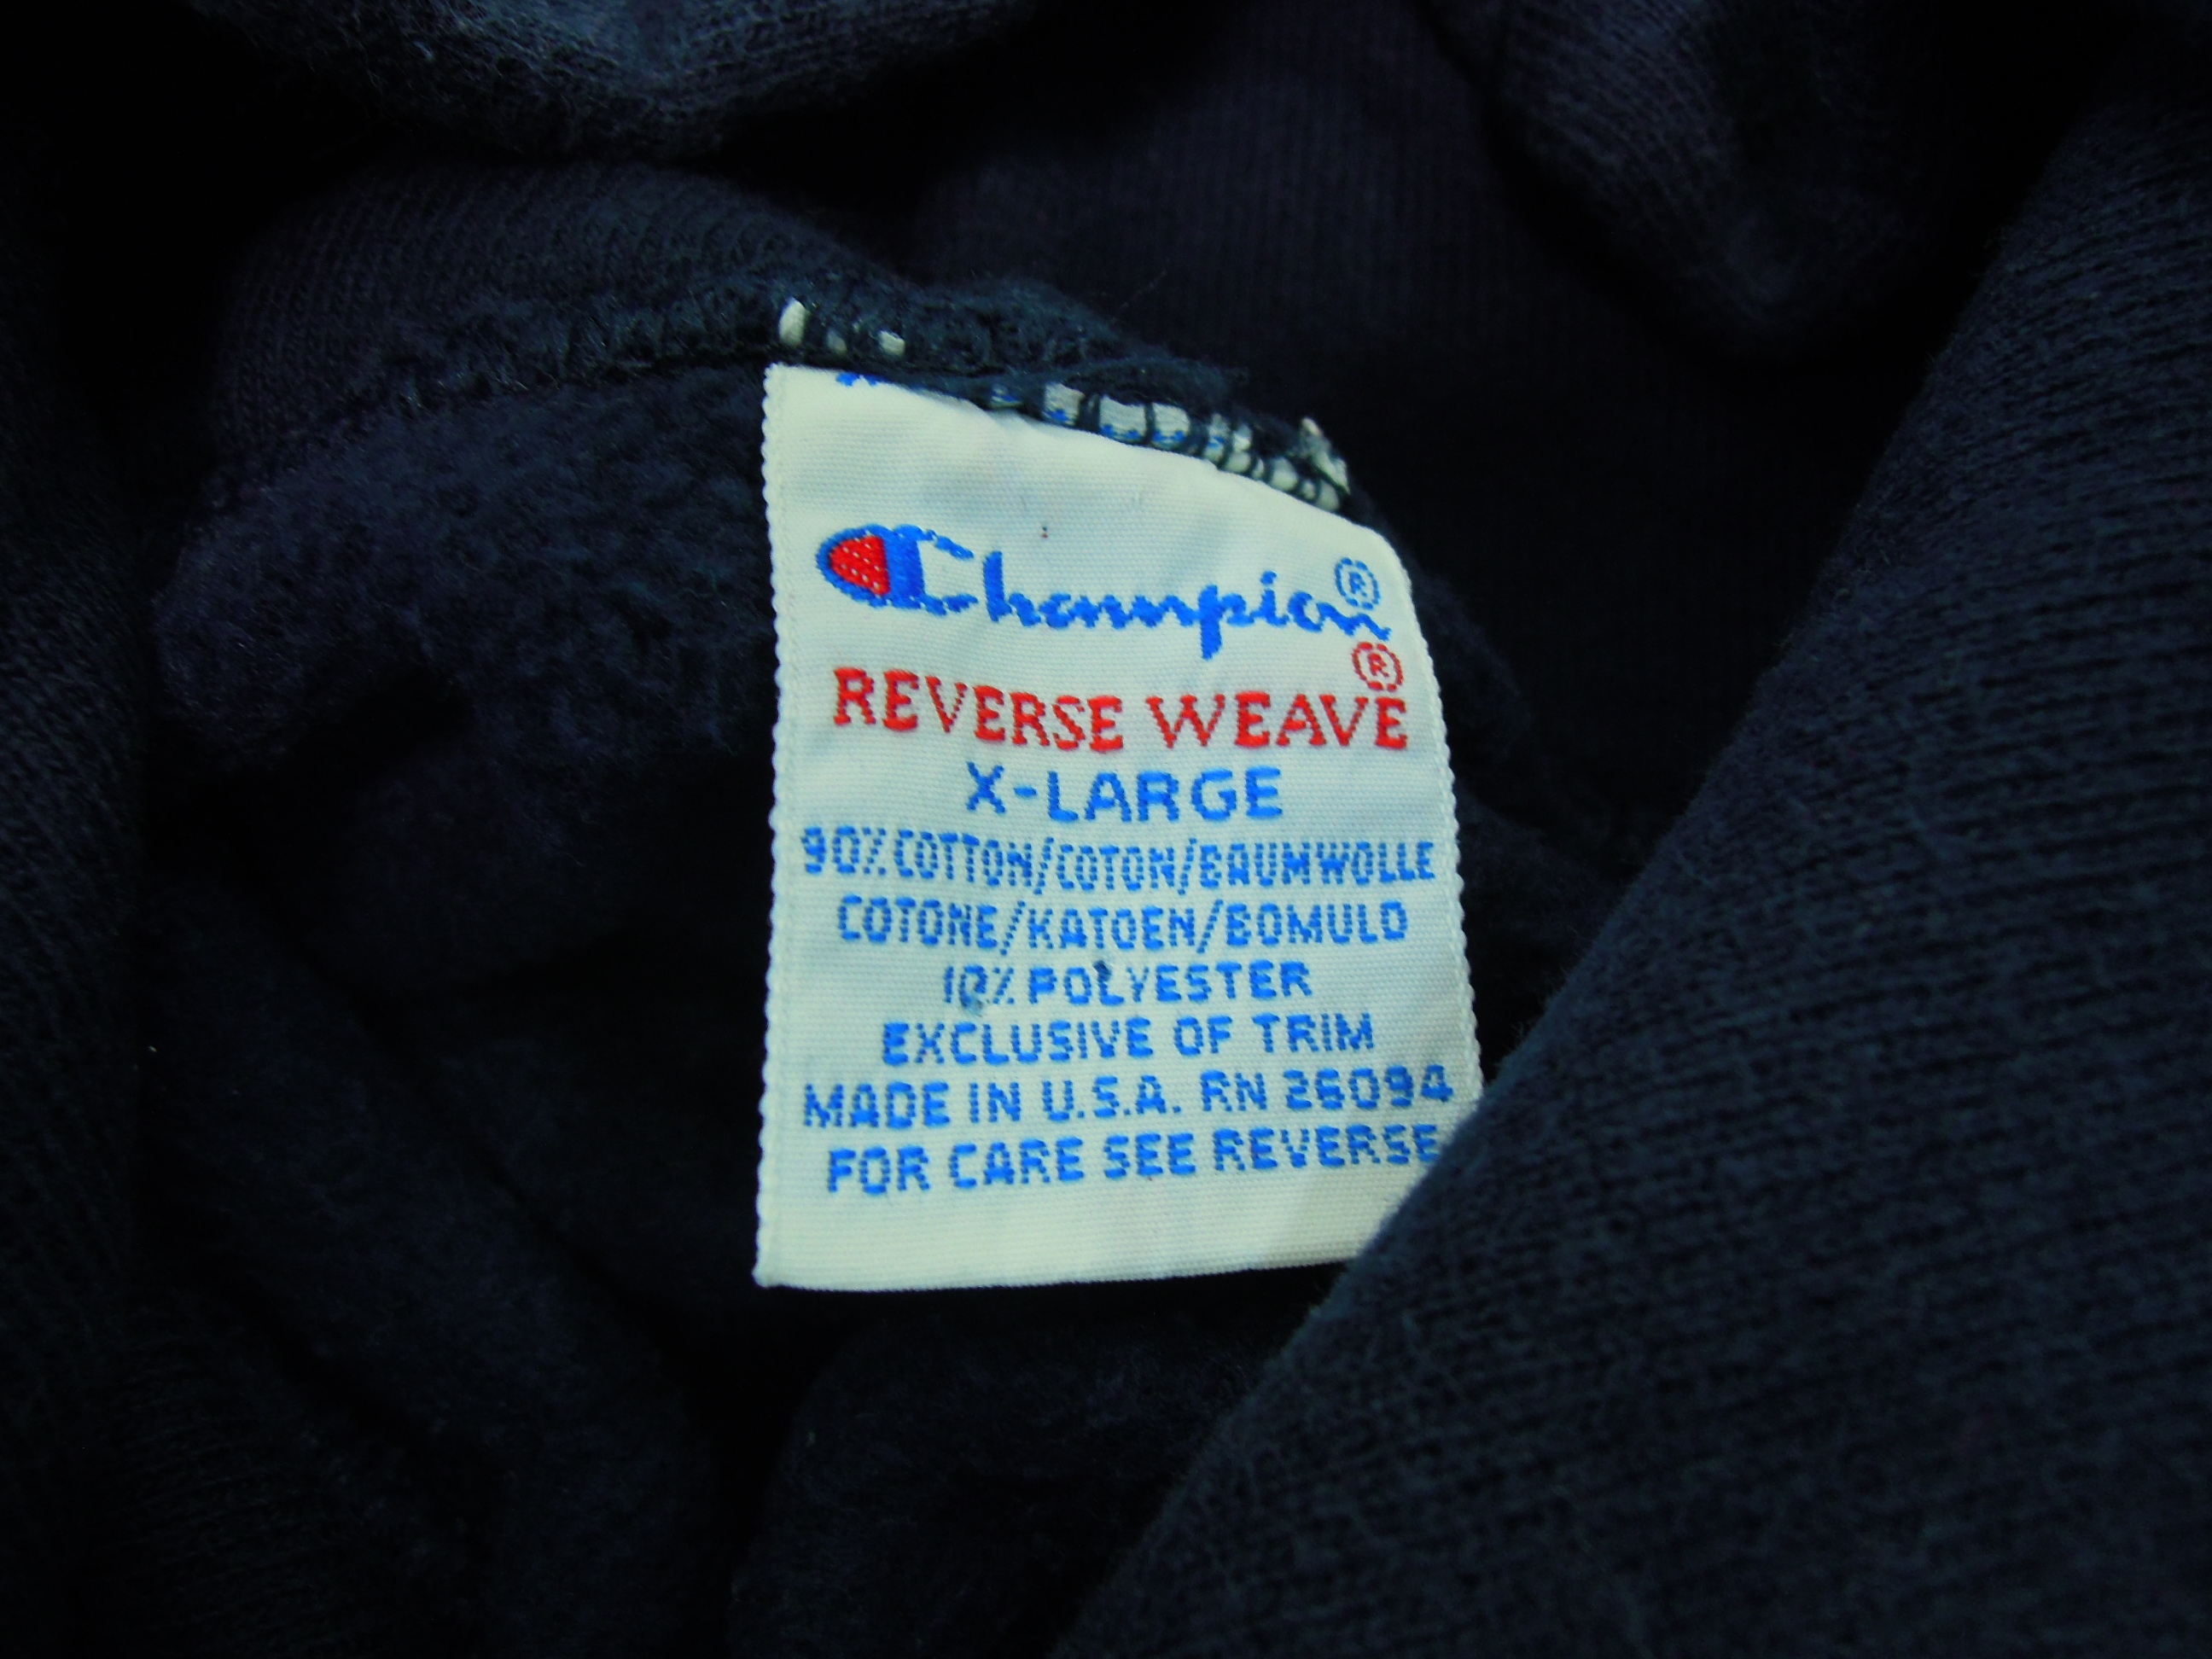 Champion®
REVERSE WEAVE®
X-LARGE
90% COTTON/COTON/BAUMWOLLE
COTONE/KATOEN/BOMULD
10% POLYESTER
EXCLUSIVE OF TRIM
MADE IN U.S.A. RN 26094
FOR CARE SEE REVERSE